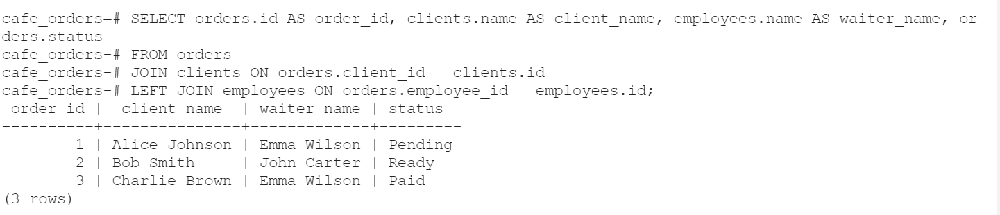 cafe_orders=# SELECT orders.id AS order_id, clients.name AS client_name, employees.name AS waiter_name, or
ders.status
cafe_orders-# FROM orders
cafe_orders-# JOIN clients ON orders.client_id = clients.id
cafe_orders-# LEFT JOIN employees ON orders.employee_id = employees.id;
 order_id |  client_name  | waiter_name | status
----------+---------------+-------------+---------
        1 | Alice Johnson | Emma Wilson | Pending
        2 | Bob Smith     | John Carter | Ready
        3 | Charlie Brown | Emma Wilson | Paid
(3 rows)